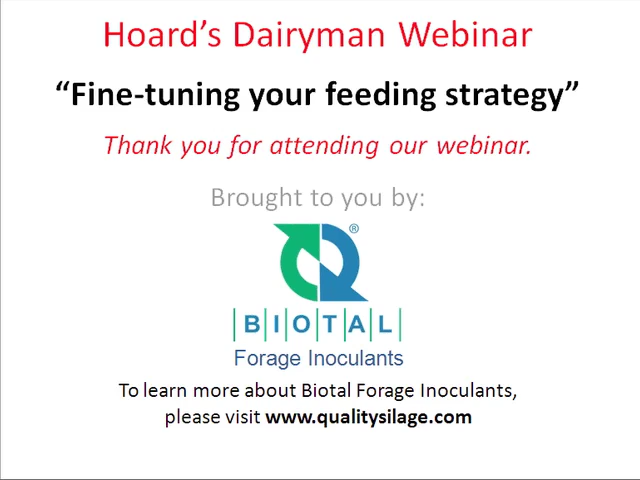 Hoard’s Dairyman Webinar
“Fine-tuning your feeding strategy”
Thank you for attending our webinar.
Brought to you by:
®
BIOTAL
Forage Inoculants
To learn more about Biotal Forage Inoculants,
please visit www.qualitysilage.com